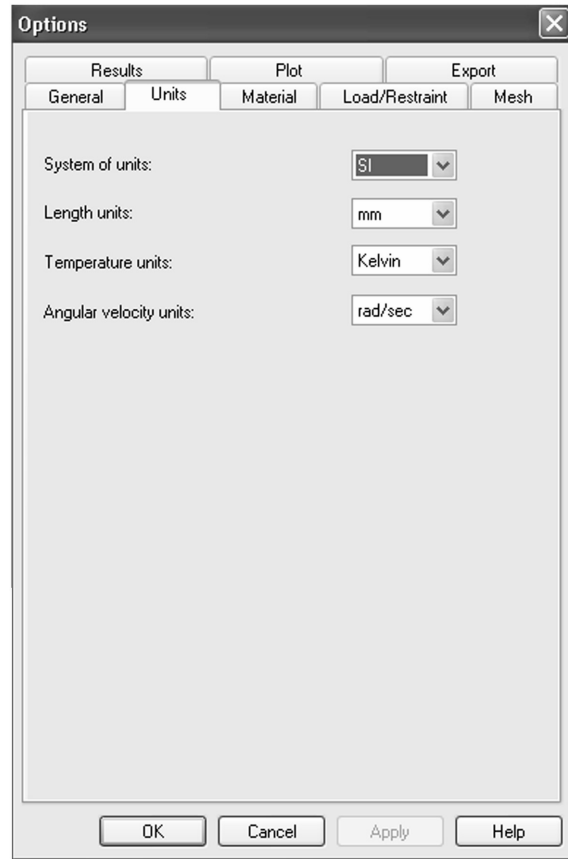 Options
Results Plot Export
General Units Material Load/Restraint Mesh
System of units: SI
Length units: mm
Temperature units: Kelvin
Angular velocity units: rad/sec
OK Cancel Apply Help